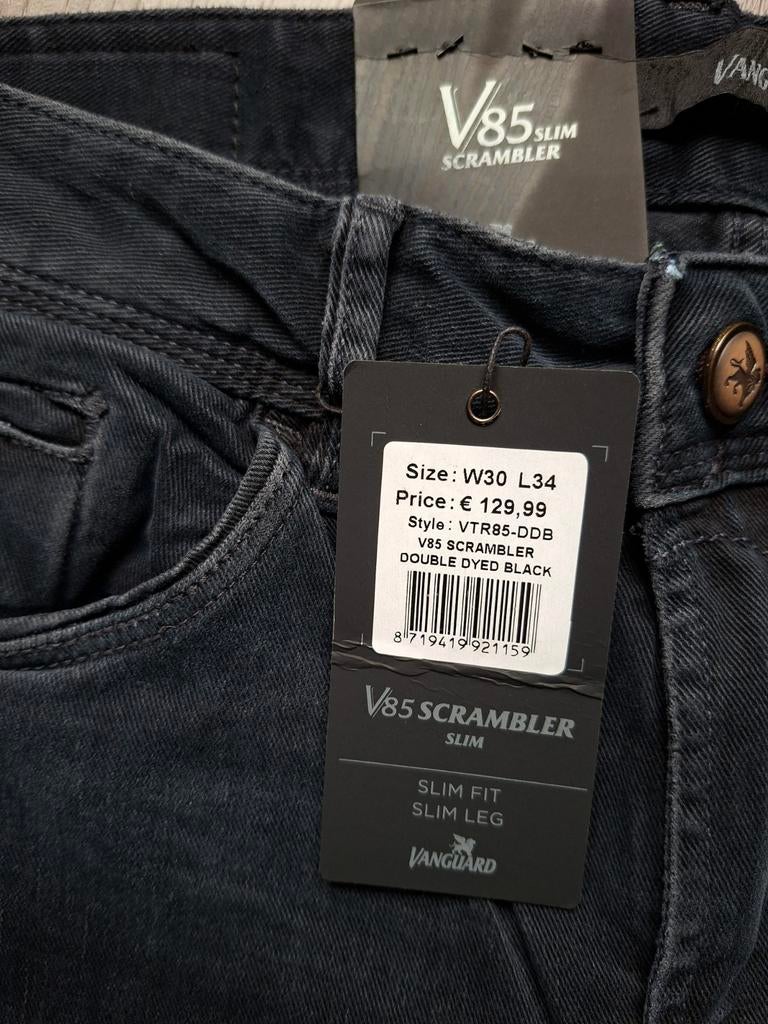 V85 SLIM
SCRAMBLER
Size: W30 L34
Price: € 129,99
Style: VTR85-DDB
V85 SCRAMBLER
DOUBLE DYED BLACK
8 719419 921159
V85 SCRAMBLER
SLIM
SLIM FIT
SLIM LEG
VANGUARD